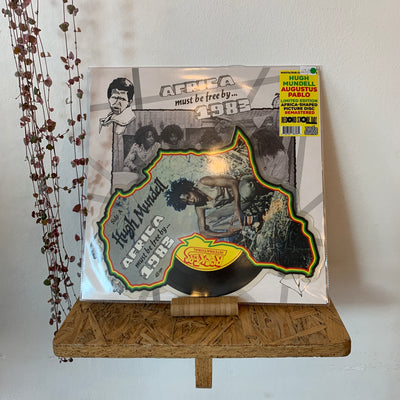 AFRICA
must be free by...
1983
HUGH
MUNDELL
AUGUSTUS
PABLO
LIMITED EDITION
AFRICA-SHAPED
PICTURE DISC
REMASTERED
Side A
Hugh Mundell
AFRICA
must be free by...
1983